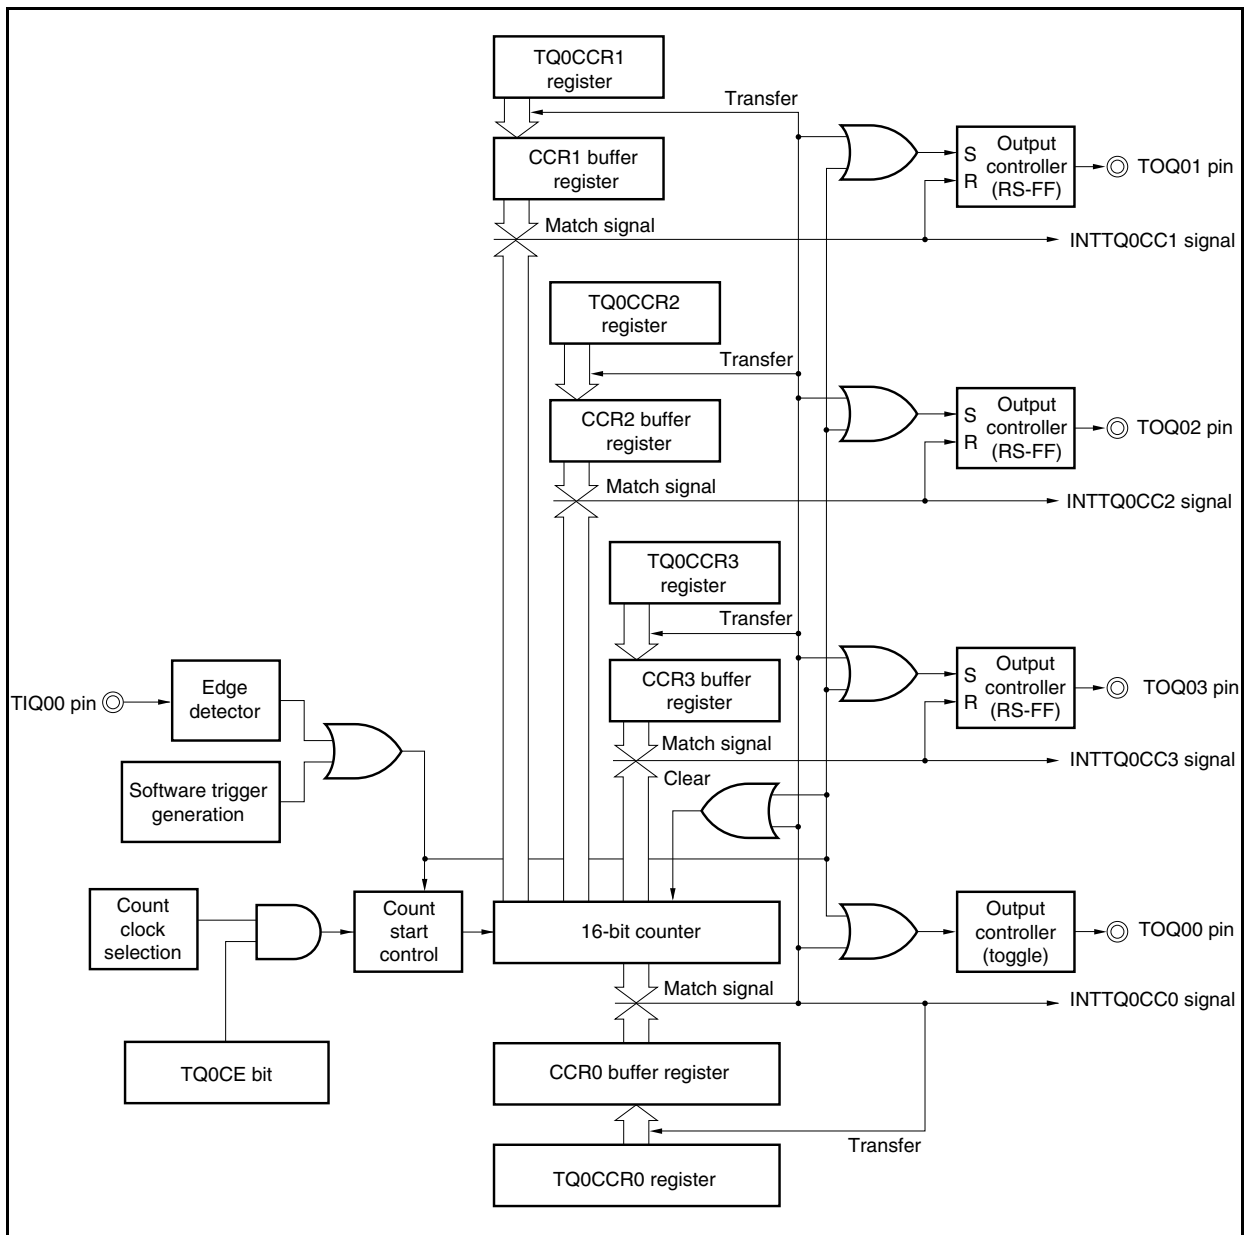 TQ0CCR1
register
Transfer
CCR1 buffer
register
S
R
Output
controller
(RS-FF)
TOQ01 pin
Match signal
INTTQ0CC1 signal
TQ0CCR2
register
Transfer
CCR2 buffer
register
S
R
Output
controller
(RS-FF)
TOQ02 pin
Match signal
INTTQ0CC2 signal
TQ0CCR3
register
Transfer
CCR3 buffer
register
S
R
Output
controller
(RS-FF)
TOQ03 pin
Match signal
INTTQ0CC3 signal
Clear
TIQ00 pin
Edge
detector
Software trigger
generation
Count
clock
selection
Count
start
control
16-bit counter
Output
controller
(toggle)
TOQ00 pin
Match signal
INTTQ0CC0 signal
TQ0CE bit
CCR0 buffer register
Transfer
TQ0CCR0 register